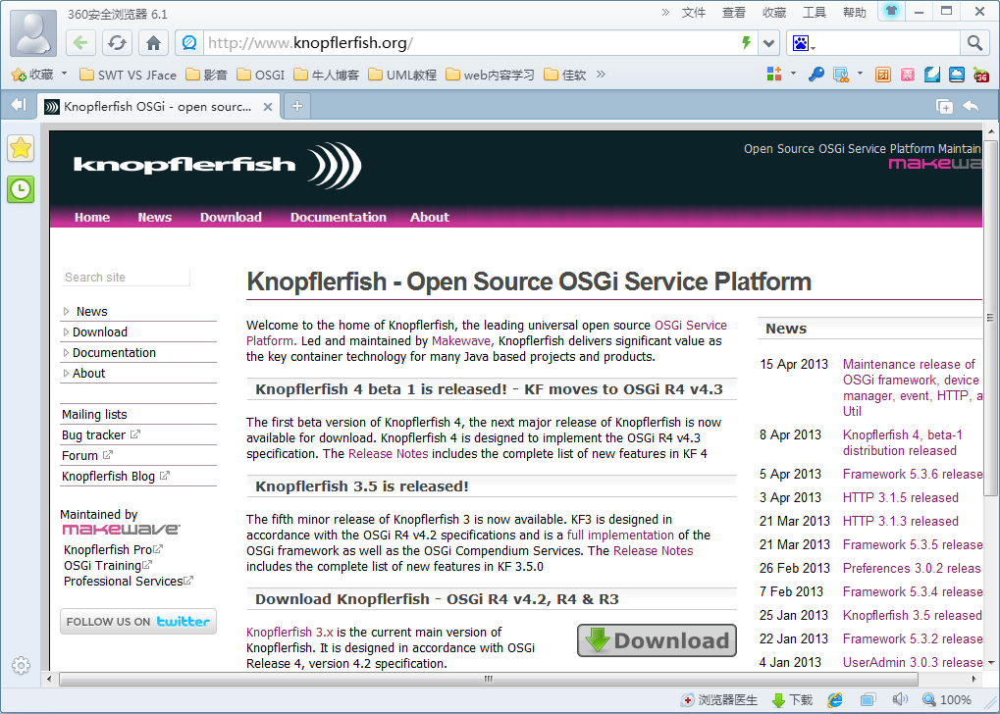 360安全浏览器 6.1
» 文件 查看 收藏 工具 帮助
http://www.knopflerfish.org/
收藏 SWT VS JFace 影音 OSGI 牛人博客 UML教程 web内容学习 佳软 »
团 票 36
Knopflerfish OSGi - open sourc...
knopflerfish
Open Source OSGi Service Platform Maintain
makewa
Home News Download Documentation About
Search site
News
Download
Documentation
About
Mailing lists
Bug tracker
Forum
Knopflerfish Blog
Maintained by
makewave
Knopflerfish Pro
OSGi Training
Professional Services
FOLLOW US ON twitter
Knopflerfish - Open Source OSGi Service Platform
Welcome to the home of Knopflerfish, the leading universal open source OSGi Service
Platform. Led and maintained by Makewave, Knopflerfish delivers significant value as
the key container technology for many Java based projects and products.
Knopflerfish 4 beta 1 is released! - KF moves to OSGi R4 v4.3
The first beta version of Knopflerfish 4, the next major release of Knopflerfish is now
available for download. Knopflerfish 4 is designed to implement the OSGi R4 v4.3
specification. The Release Notes includes the complete list of new features in KF 4
Knopflerfish 3.5 is released!
The fifth minor release of Knopflerfish 3 is now available. KF3 is designed in
accordance with the OSGi R4 v4.2 specifications and is a full implementation of the
OSGi framework as well as the OSGi Compendium Services. The Release Notes
includes the complete list of new features in KF 3.5.0
Download Knopflerfish - OSGi R4 v4.2, R4 & R3
Knopflerfish 3.x is the current main version of
Knopflerfish. It is designed in accordance with OSGi
Release 4, version 4.2 specification.
Download
News
15 Apr 2013 Maintenance release of
OSGi framework, device
manager, event, HTTP, a
Util
8 Apr 2013 Knopflerfish 4, beta-1
distribution released
5 Apr 2013 Framework 5.3.6 release
3 Apr 2013 HTTP 3.1.5 released
21 Mar 2013 HTTP 3.1.3 released
21 Mar 2013 Framework 5.3.5 release
26 Feb 2013 Preferences 3.0.2 releas
7 Feb 2013 Framework 5.3.4 release
25 Jan 2013 Knopflerfish 3.5 released
22 Jan 2013 Framework 5.3.2 release
4 Jan 2013 UserAdmin 3.0.3 release
浏览器医生 下载 100%